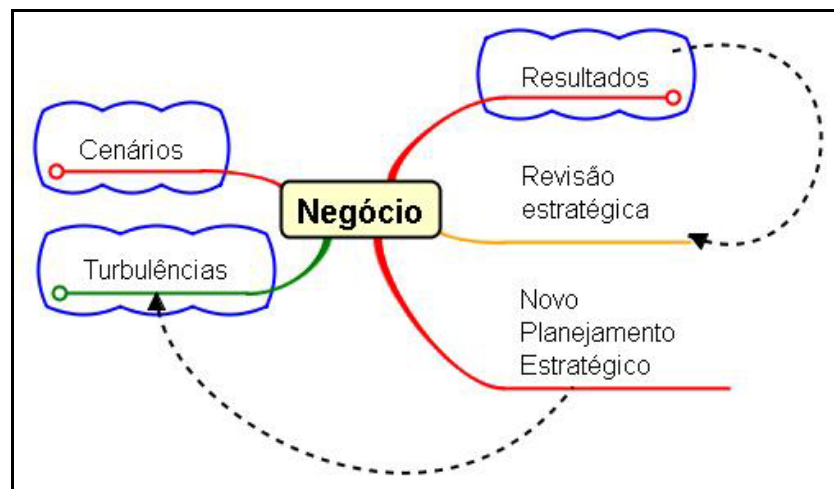 Resultados
Cenários
Revisão
estratégica
Negócio
Turbulências
Novo
Planejamento
Estratégico